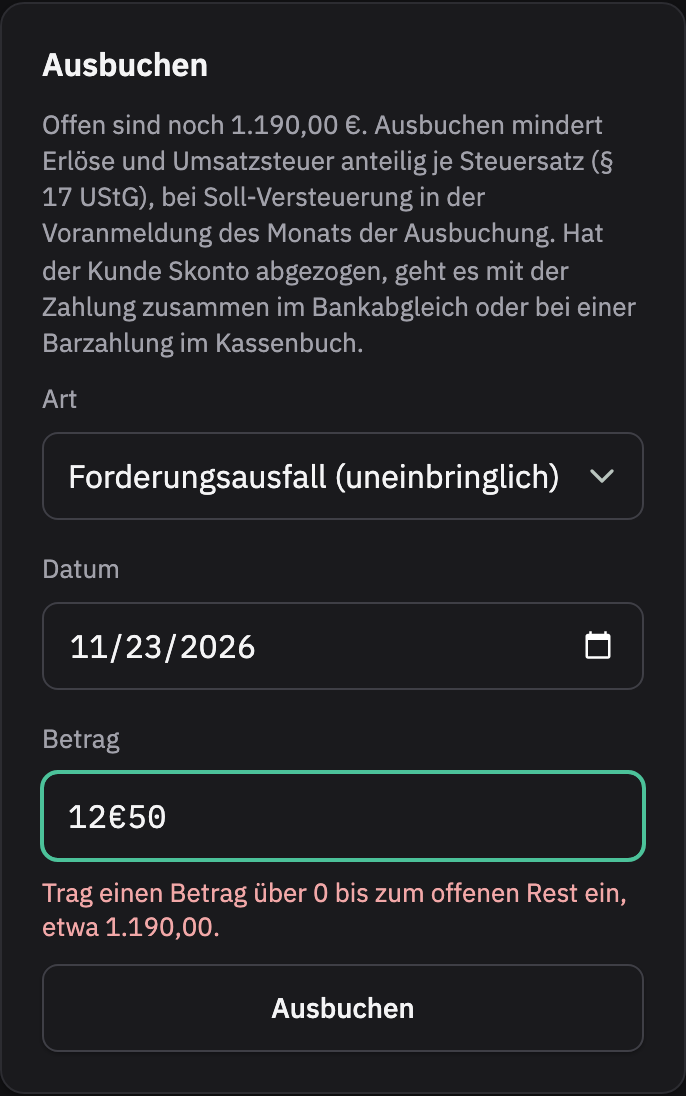 Ausbuchen
Offen sind noch 1.190,00 €. Ausbuchen mindert
Erlöse und Umsatzsteuer anteilig je Steuersatz (§
17 UStG), bei Soll-Versteuerung in der
Voranmeldung des Monats der Ausbuchung. Hat
der Kunde Skonto abgezogen, geht es mit der
Zahlung zusammen im Bankabgleich oder bei einer
Barzahlung im Kassenbuch.
Art
Forderungsausfall (uneinbringlich)
Datum
11/23/2026
Betrag
12€50
Trag einen Betrag über 0 bis zum offenen Rest ein,
etwa 1.190,00.
Ausbuchen